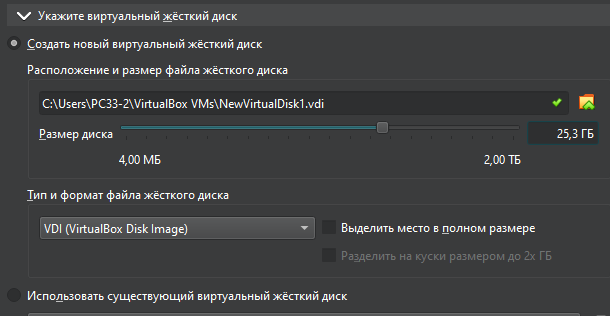 Укажите виртуальный жёсткий диск
Создать новый виртуальный жёсткий диск
Расположение и размер файла жёсткого диска
C:\Users\PC33-2\VirtualBox VMs\NewVirtualDisk1.vdi
Размер диска
25,3 ГБ
4,00 МБ
2,00 ТБ
Тип и формат файла жёсткого диска
VDI (VirtualBox Disk Image)
Выделить место в полном размере
Разделить на куски размером до 2х ГБ
Использовать существующий виртуальный жёсткий диск